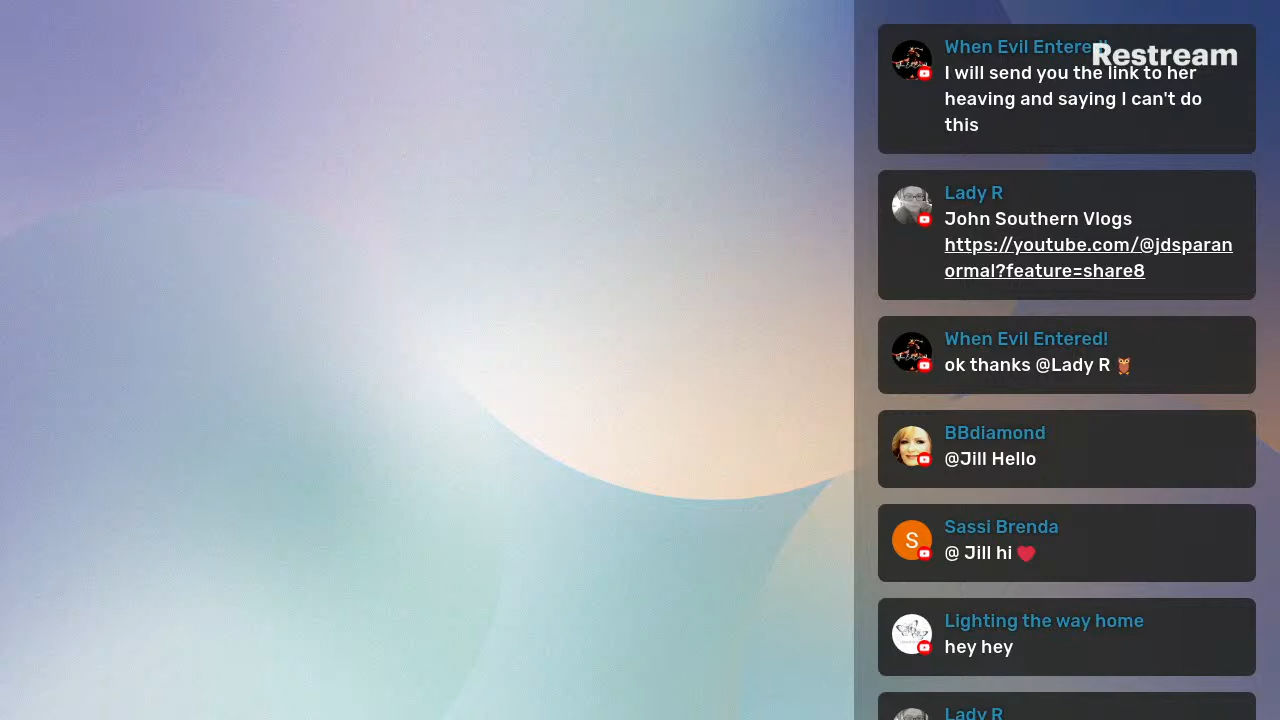 When Evil Entered!
Restream
I will send you the link to her
heaving and saying I can't do
this
Lady R
John Southern Vlogs
https://youtube.com/@jdsparan
ormal?feature=share8
When Evil Entered!
ok thanks @Lady R
BBdiamond
@Jill Hello
S
Sassi Brenda
@ Jill hi
Lighting the way home
hey hey
Lady R